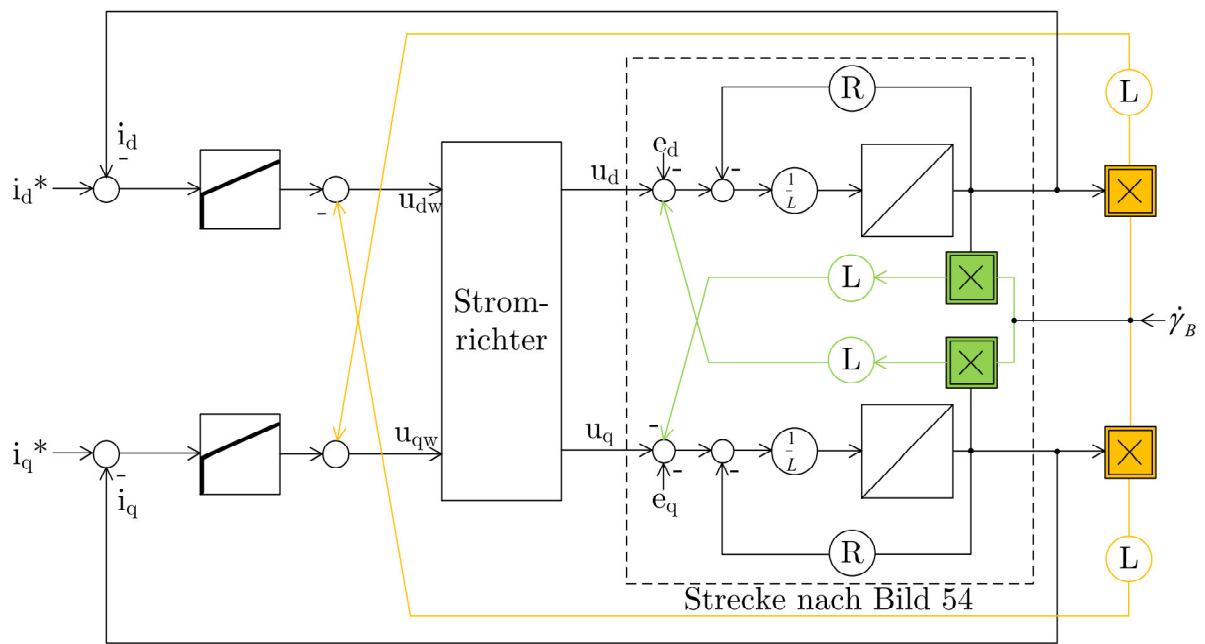 R
L
i_d
-
e_d
-
-
i_d*
u_d
1/L
×
-
u_dw
×
L
Strom-
richter
γ̇_B
L
×
u_qw
u_q
-
i_q*
1/L
×
-
-
-
i_q
e_q
R
L
Strecke nach Bild 54